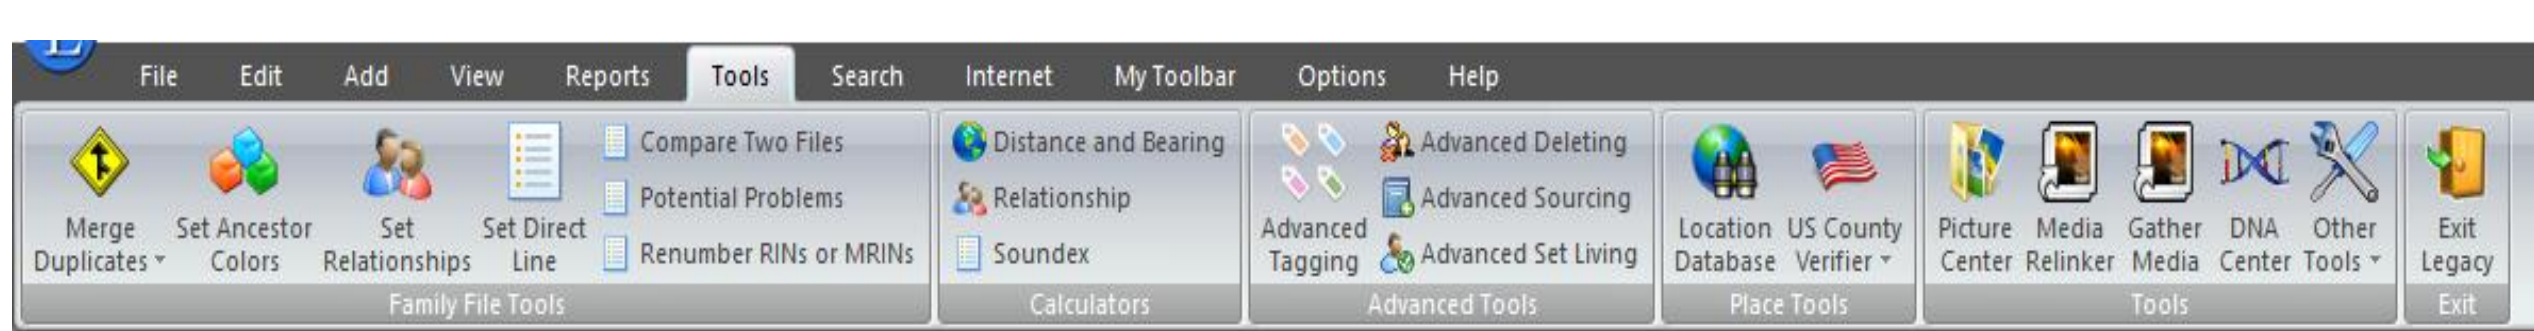 File Edit Add View Reports Tools Search Internet My Toolbar Options Help
Merge
Duplicates
Set Ancestor
Colors
Set
Relationships
Set Direct
Line
Compare Two Files
Potential Problems
Renumber RINs or MRINs
Family File Tools
Distance and Bearing
Relationship
Soundex
Calculators
Advanced
Tagging
Advanced Deleting
Advanced Sourcing
Advanced Set Living
Advanced Tools
Location
Database
US County
Verifier
Place Tools
Picture
Center
Media
Relinker
Gather
Media
DNA
Center
Other
Tools
Tools
Exit
Legacy
Exit